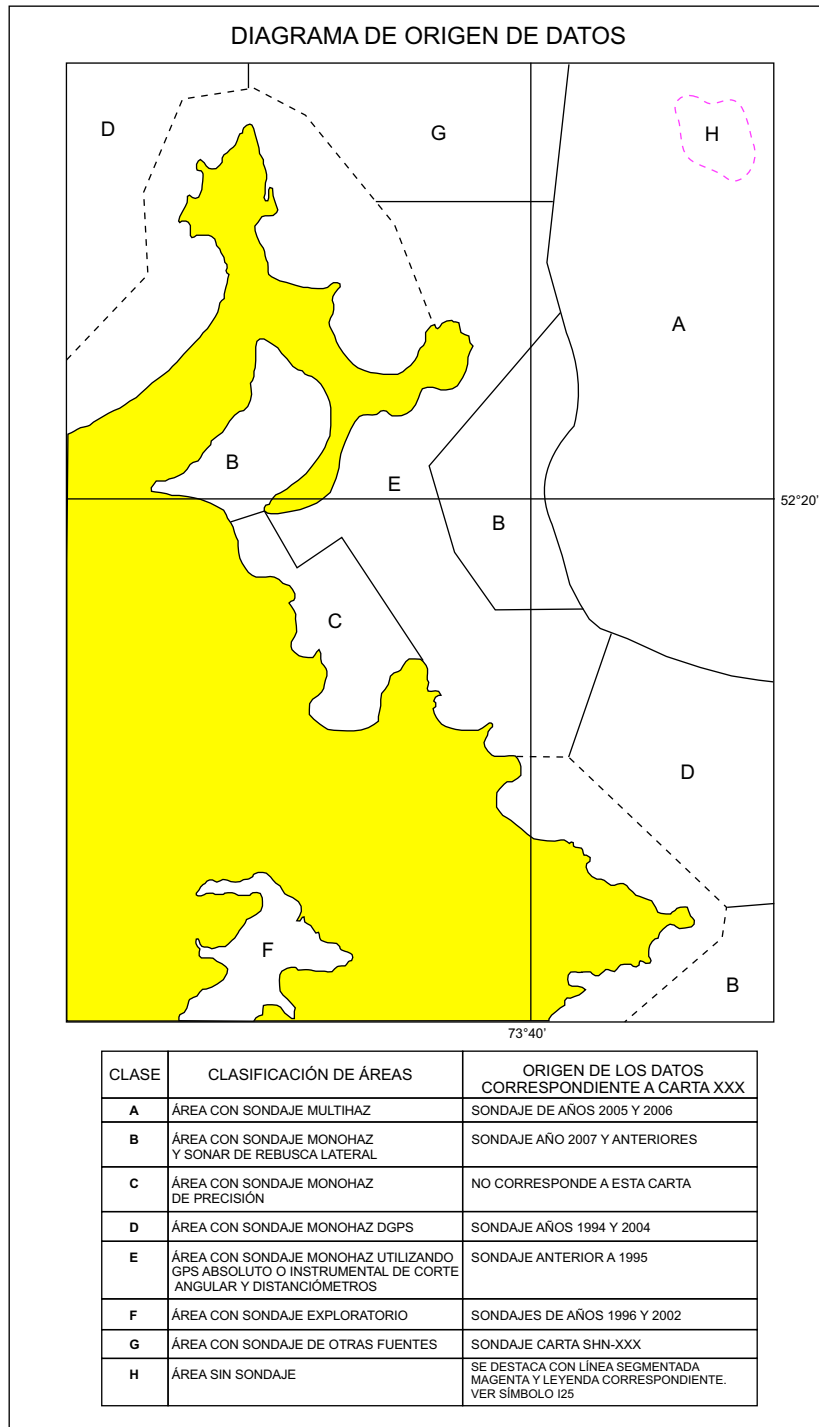 DIAGRAMA DE ORIGEN DE DATOS
D
G
H
A
B
E
B
52°20'
C
D
F
B
73°40'
CLASE
CLASIFICACIÓN DE ÁREAS
ORIGEN DE LOS DATOS
CORRESPONDIENTE A CARTA XXX
A
ÁREA CON SONDAJE MULTIHAZ
SONDAJE DE AÑOS 2005 Y 2006
B
ÁREA CON SONDAJE MONOHAZ
Y SONAR DE REBUSCA LATERAL
SONDAJE AÑO 2007 Y ANTERIORES
C
ÁREA CON SONDAJE MONOHAZ
DE PRECISIÓN
NO CORRESPONDE A ESTA CARTA
D
ÁREA CON SONDAJE MONOHAZ DGPS
SONDAJE AÑOS 1994 Y 2004
E
ÁREA CON SONDAJE MONOHAZ UTILIZANDO
GPS ABSOLUTO O INSTRUMENTAL DE CORTE
ANGULAR Y DISTANCIÓMETROS
SONDAJE ANTERIOR A 1995
F
ÁREA CON SONDAJE EXPLORATORIO
SONDAJES DE AÑOS 1996 Y 2002
G
ÁREA CON SONDAJE DE OTRAS FUENTES
SONDAJE CARTA SHN-XXX
H
ÁREA SIN SONDAJE
SE DESTACA CON LÍNEA SEGMENTADA
MAGENTA Y LEYENDA CORRESPONDIENTE.
VER SÍMBOLO I25